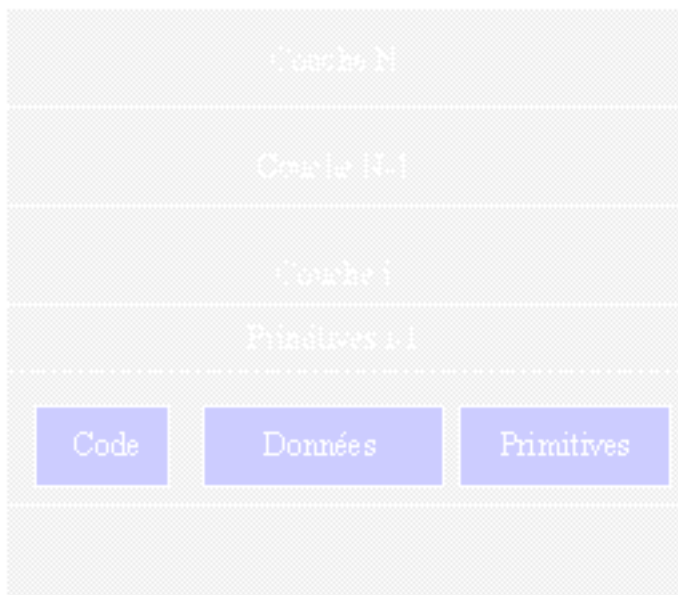 Couche N
Couche N-1
Couche i
Primitives i-1
Code Données Primitives